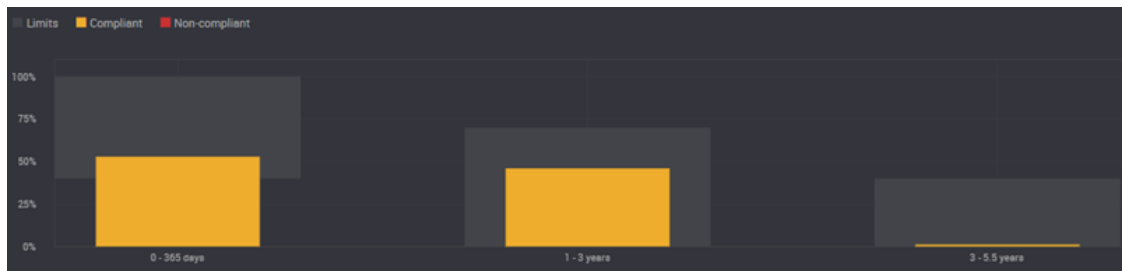 Limits Compliant Non-compliant
100%
75%
50%
25%
0%
0 - 365 days 1 - 3 years 3 - 5.5 years